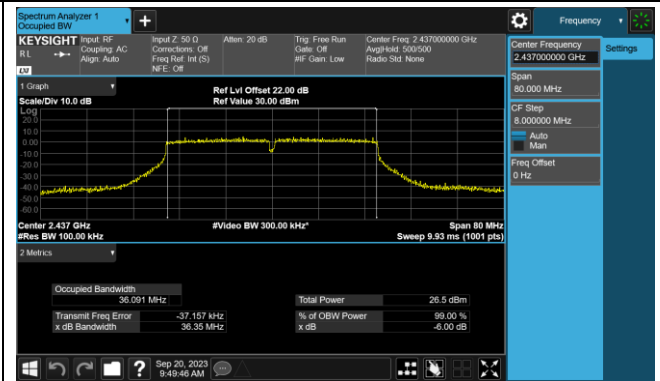 Spectrum Analyzer 1
Occupied BW
Frequency
KEYSIGHT
Input: RF
Coupling: AC
Align: Auto
Input Z: 50 Ω
Corrections: Off
Freq Ref: Int (S)
NFE: Off
Atten: 20 dB
Trig: Free Run
Gate: Off
#IF Gain: Low
Center Freq: 2.437000000 GHz
Avg|Hold: 500/500
Radio Std: None
R L
LXI
Center Frequency
2.437000000 GHz
Settings
Span
80.000 MHz
CF Step
8.000000 MHz
Auto
Man
Freq Offset
0 Hz
1 Graph
Scale/Div 10.0 dB
Ref Lvl Offset 22.00 dB
Ref Value 30.00 dBm
Log
20.0
10.0
0.00
-10.0
-20.0
-30.0
-40.0
-50.0
-60.0
Center 2.437 GHz
#Res BW 100.00 kHz
#Video BW 300.00 kHz*
Span 80 MHz
Sweep 9.93 ms (1001 pts)
2 Metrics
Occupied Bandwidth
36.091 MHz
Total Power
26.5 dBm
Transmit Freq Error
-37.157 kHz
% of OBW Power
99.00 %
x dB Bandwidth
36.35 MHz
x dB
-6.00 dB
?
Sep 20, 2023
9:49:46 AM